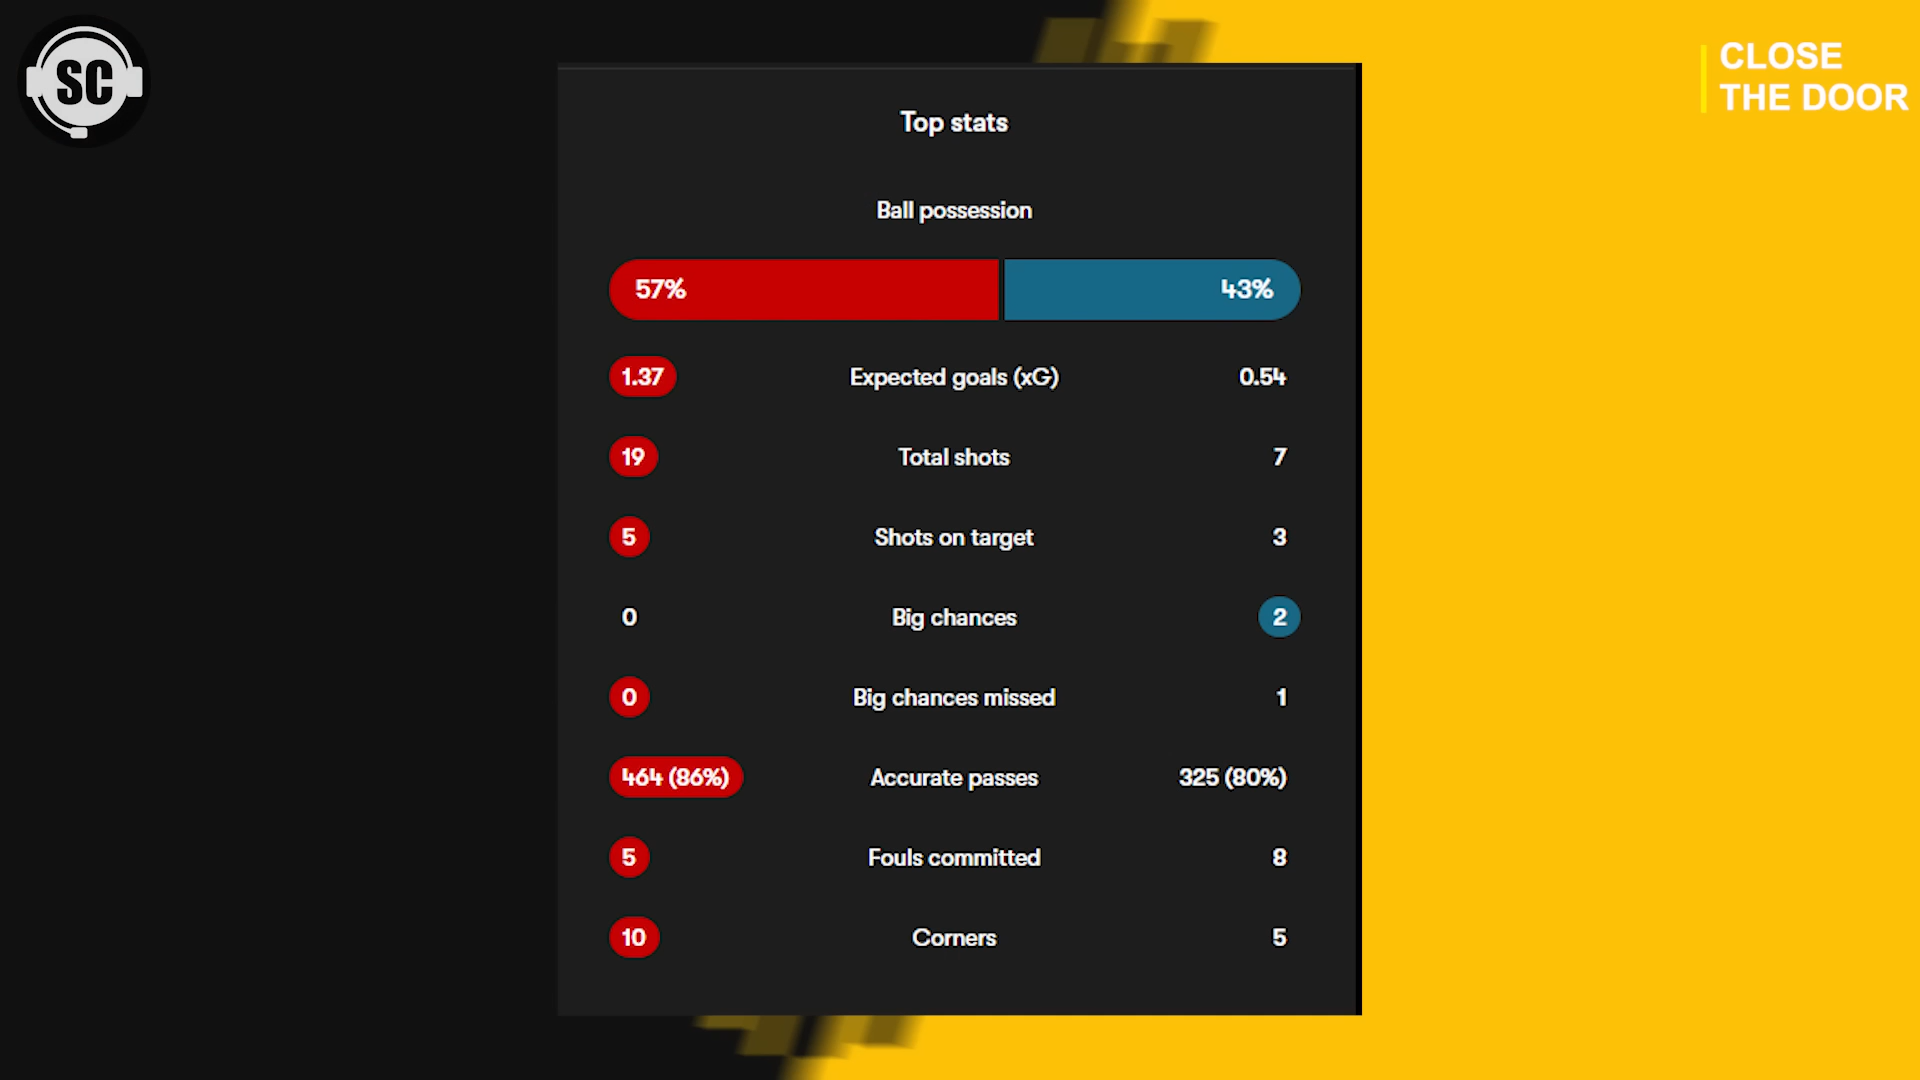 SC
CLOSE
THE DOOR
Top stats
Ball possession
57% 43%
1.37 Expected goals (xG) 0.54
19 Total shots 7
5 Shots on target 3
0 Big chances 2
0 Big chances missed 1
464 (86%) Accurate passes 325 (80%)
5 Fouls committed 8
10 Corners 5